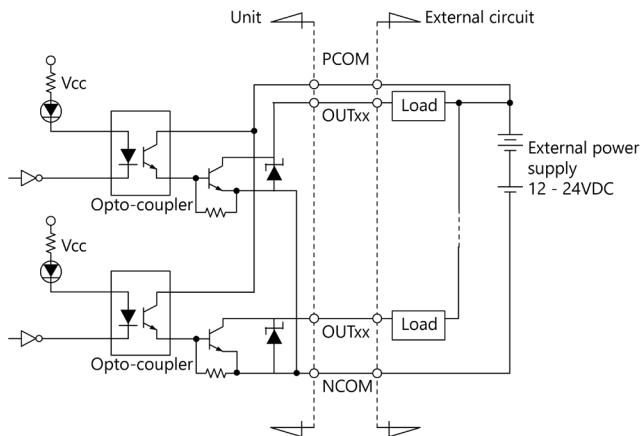 Unit
External circuit
PCOM
Vcc
OUTxx
Load
External power
supply
12 - 24VDC
Opto-coupler
Vcc
OUTxx
Load
Opto-coupler
NCOM